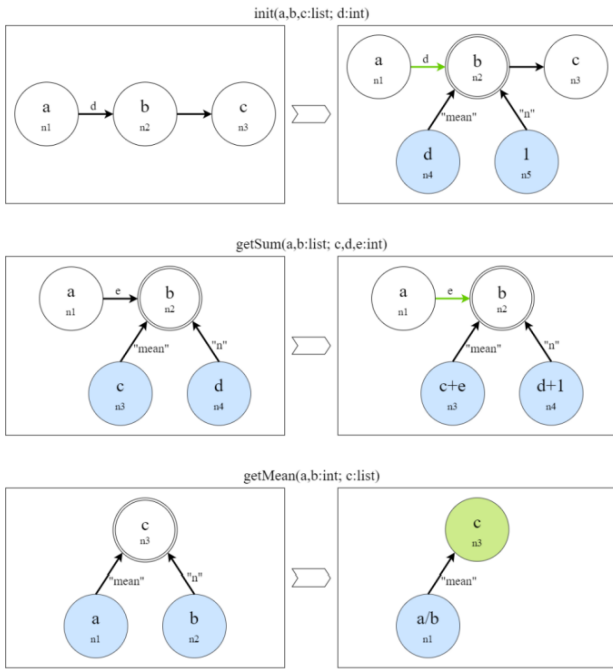 init(a,b,c:list; d:int)
a d b c
n1 n2 n3
a d b c
n1 n2 n3
"mean" "n"
d 1
n4 n5
getSum(a,b:list; c,d,e:int)
a e b
n1 n2
"mean" "n"
c d
n3 n4
a e b
n1 n2
"mean" "n"
c+e d+1
n3 n4
getMean(a,b:int; c:list)
c
n3
"mean" "n"
a b
n1 n2
c
n3
"mean"
a/b
n1